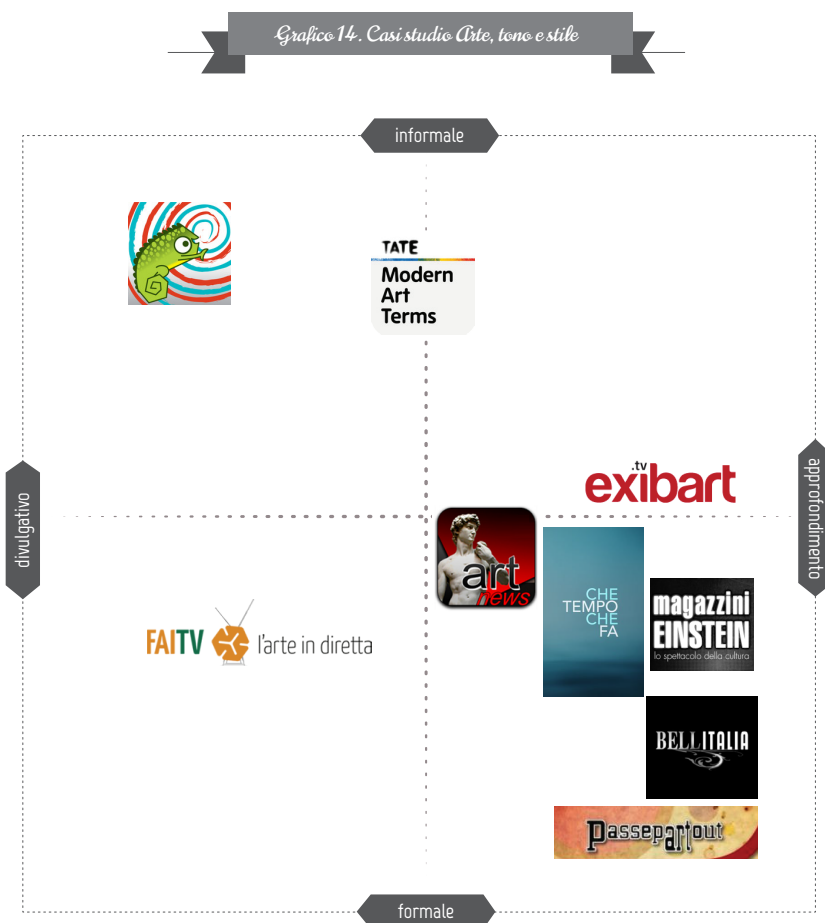 Grafico 14. Casi studio Arte, tono e stile
informale
TATE
Modern
Art
Terms
.tv
exibart
divulgativo
approfondimento
art
news
CHE
TEMPO
CHE
FA
magazzini
EINSTEIN
lo spettacolo della cultura
FAITV l'arte in diretta
BELLITALIA
Passepartout
formale